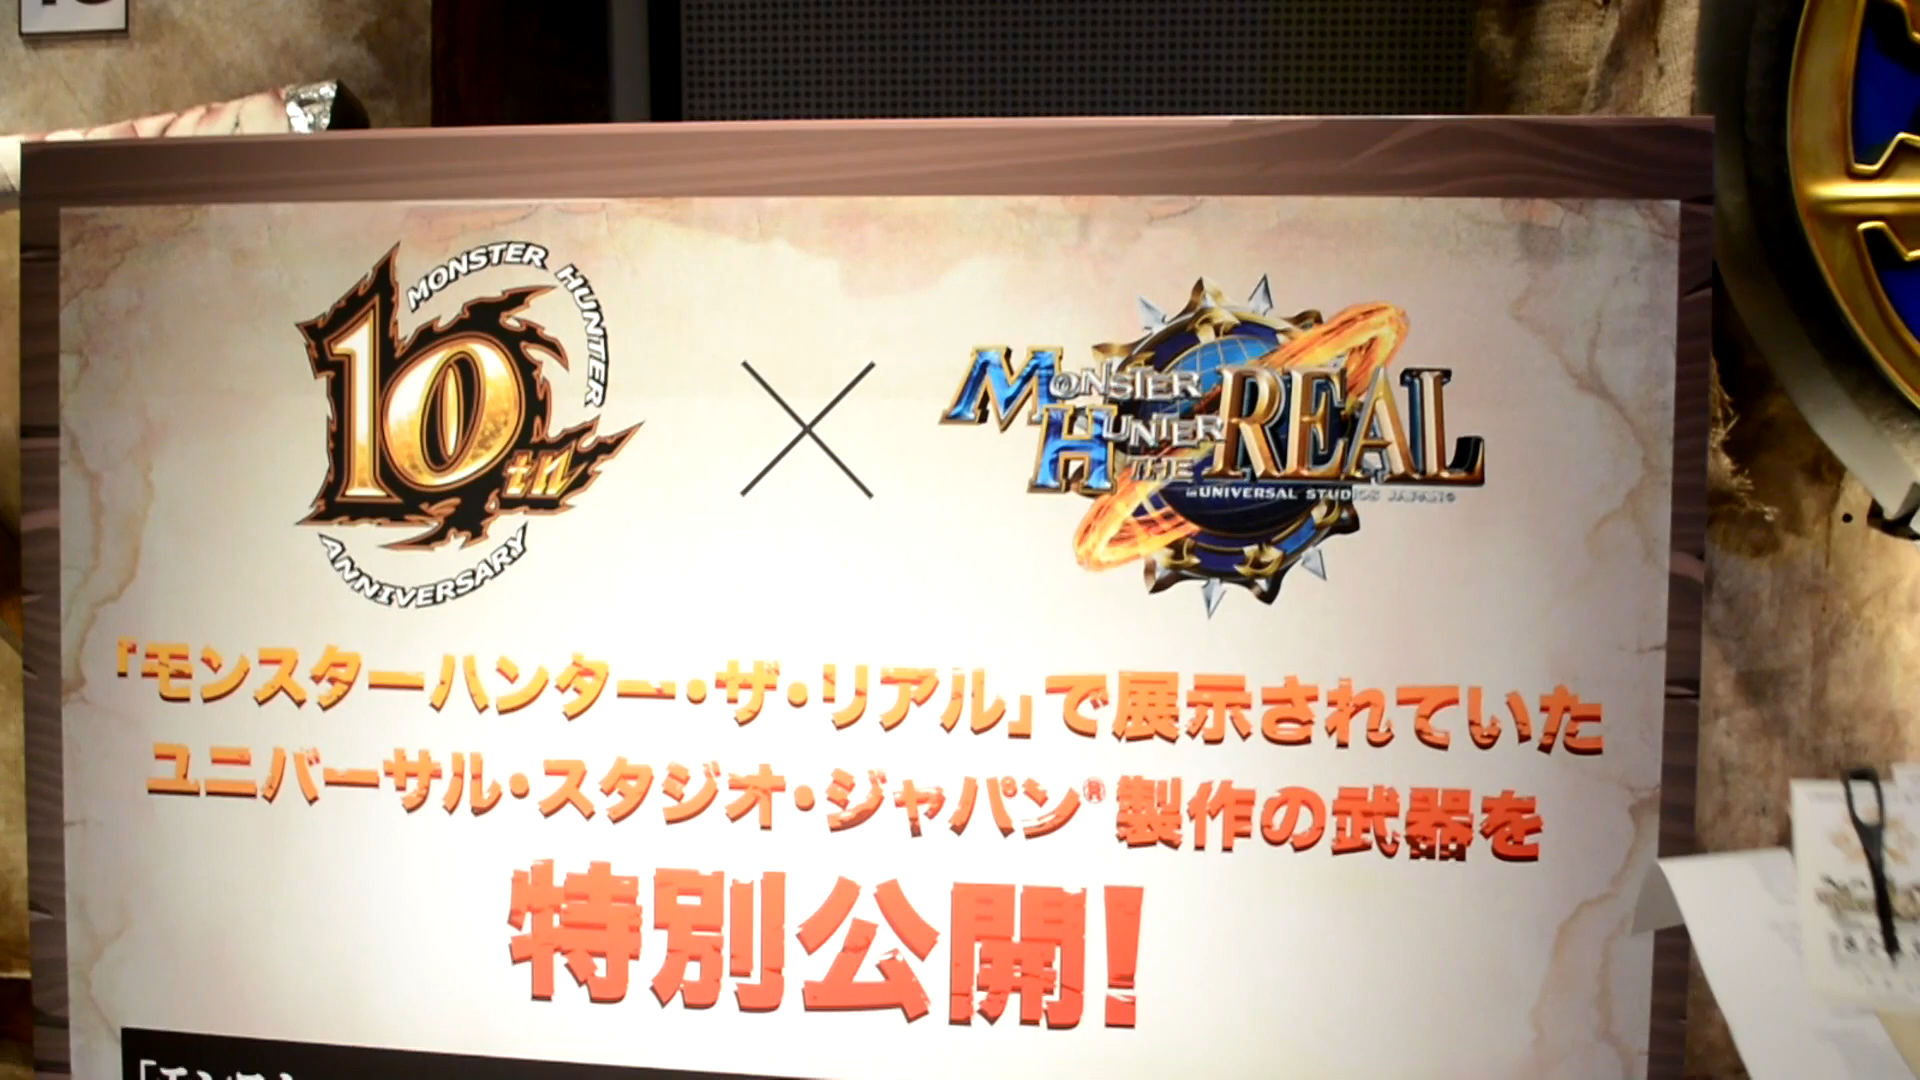 MONSTER HUNTER
10th
ANNIVERSARY
×
MONSTER
HUNTER
THE REAL
in UNIVERSAL STUDIOS JAPAN®
「モンスターハンター・ザ・リアル」で展示されていた
ユニバーサル・スタジオ・ジャパン®製作の武器を
特別公開!